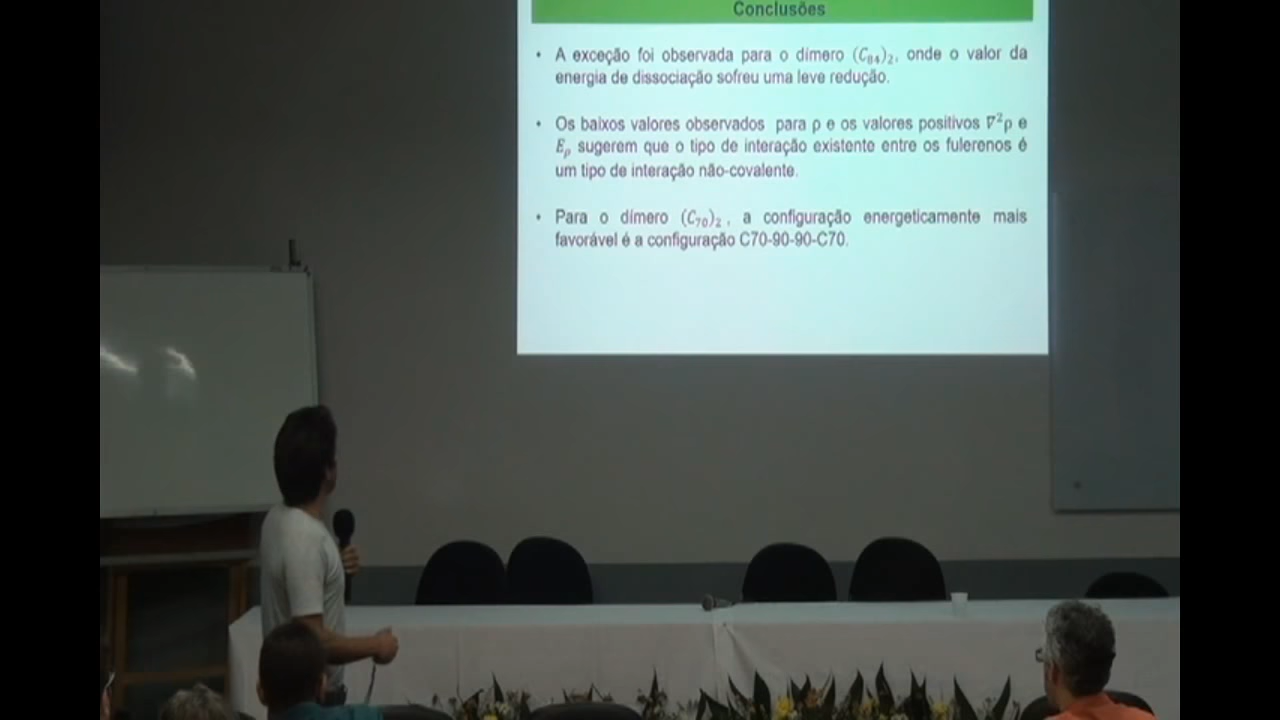 Conclusões
• A exceção foi observada para o dímero (C₈₄)₂, onde o valor da
energia de dissociação sofreu uma leve redução.
• Os baixos valores observados para ρ e os valores positivos ∇²ρ e
Eᵨ sugerem que o tipo de interação existente entre os fulerenos é
um tipo de interação não-covalente.
• Para o dímero (C₇₀)₂, a configuração energeticamente mais
favorável é a configuração C70-90-90-C70.